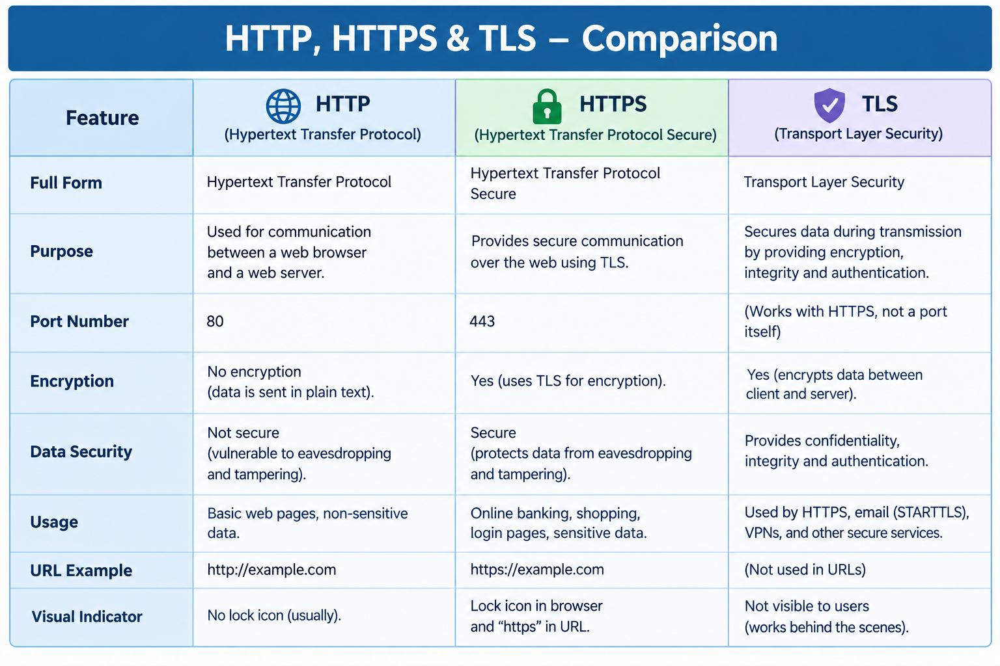 HTTP, HTTPS & TLS – Comparison
Feature
HTTP
(Hypertext Transfer Protocol)
HTTPS
(Hypertext Transfer Protocol Secure)
TLS
(Transport Layer Security)
Full Form
Hypertext Transfer Protocol
Hypertext Transfer Protocol
Secure
Transport Layer Security
Purpose
Used for communication
between a web browser
and a web server.
Provides secure communication
over the web using TLS.
Secures data during transmission
by providing encryption,
integrity and authentication.
Port Number
80
443
(Works with HTTPS, not a port
itself)
Encryption
No encryption
(data is sent in plain text).
Yes (uses TLS for encryption).
Yes (encrypts data between
client and server).
Data Security
Not secure
(vulnerable to eavesdropping
and tampering).
Secure
(protects data from eavesdropping
and tampering).
Provides confidentiality,
integrity and authentication.
Usage
Basic web pages, non-sensitive
data.
Online banking, shopping,
login pages, sensitive data.
Used by HTTPS, email (STARTTLS),
VPNs, and other secure services.
URL Example
http://example.com
https://example.com
(Not used in URLs)
Visual Indicator
No lock icon (usually).
Lock icon in browser
and “https” in URL.
Not visible to users
(works behind the scenes).